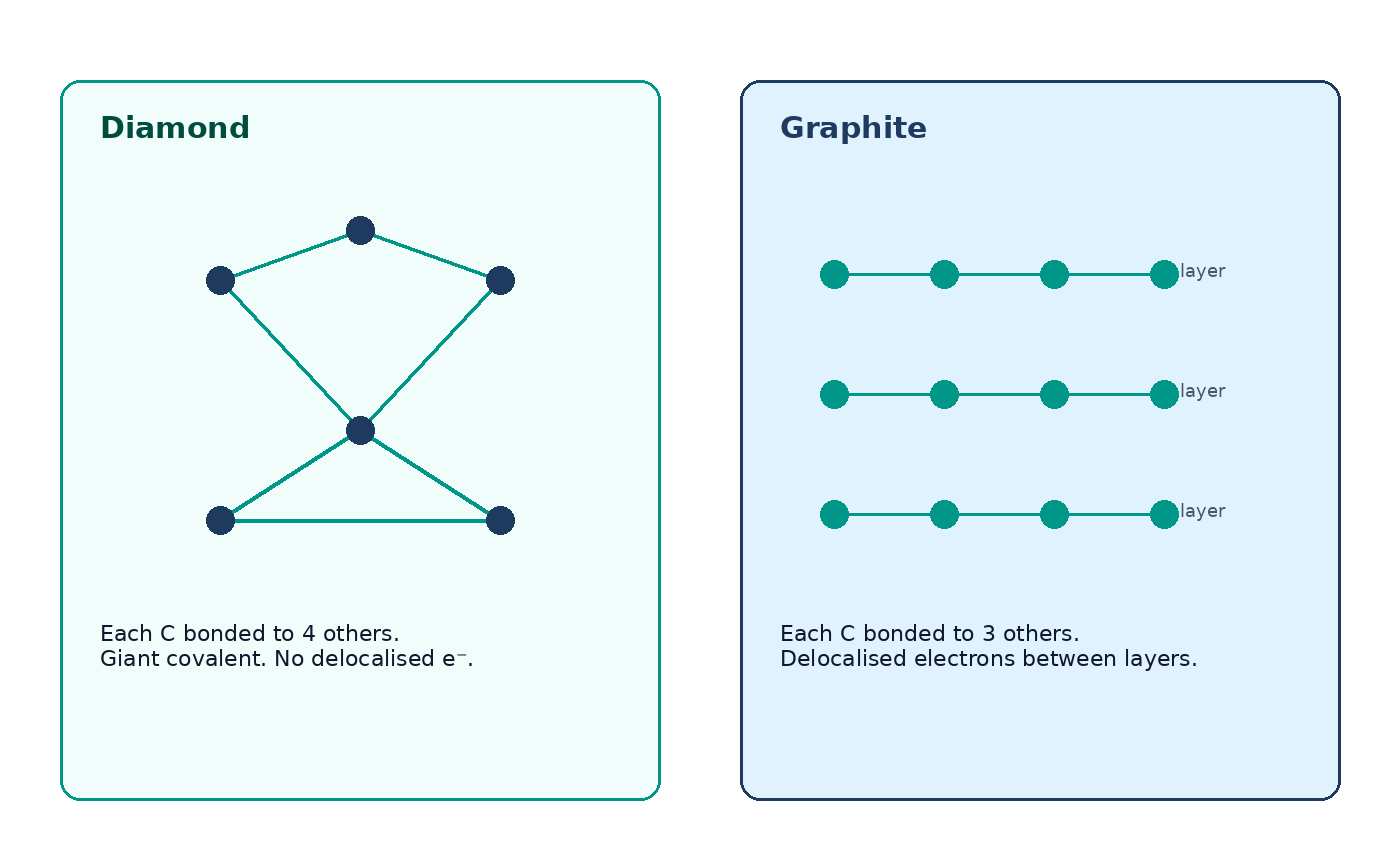 Diamond
Each C bonded to 4 others.
Giant covalent. No delocalised e⁻.
Graphite
layer
layer
layer
Each C bonded to 3 others.
Delocalised electrons between layers.